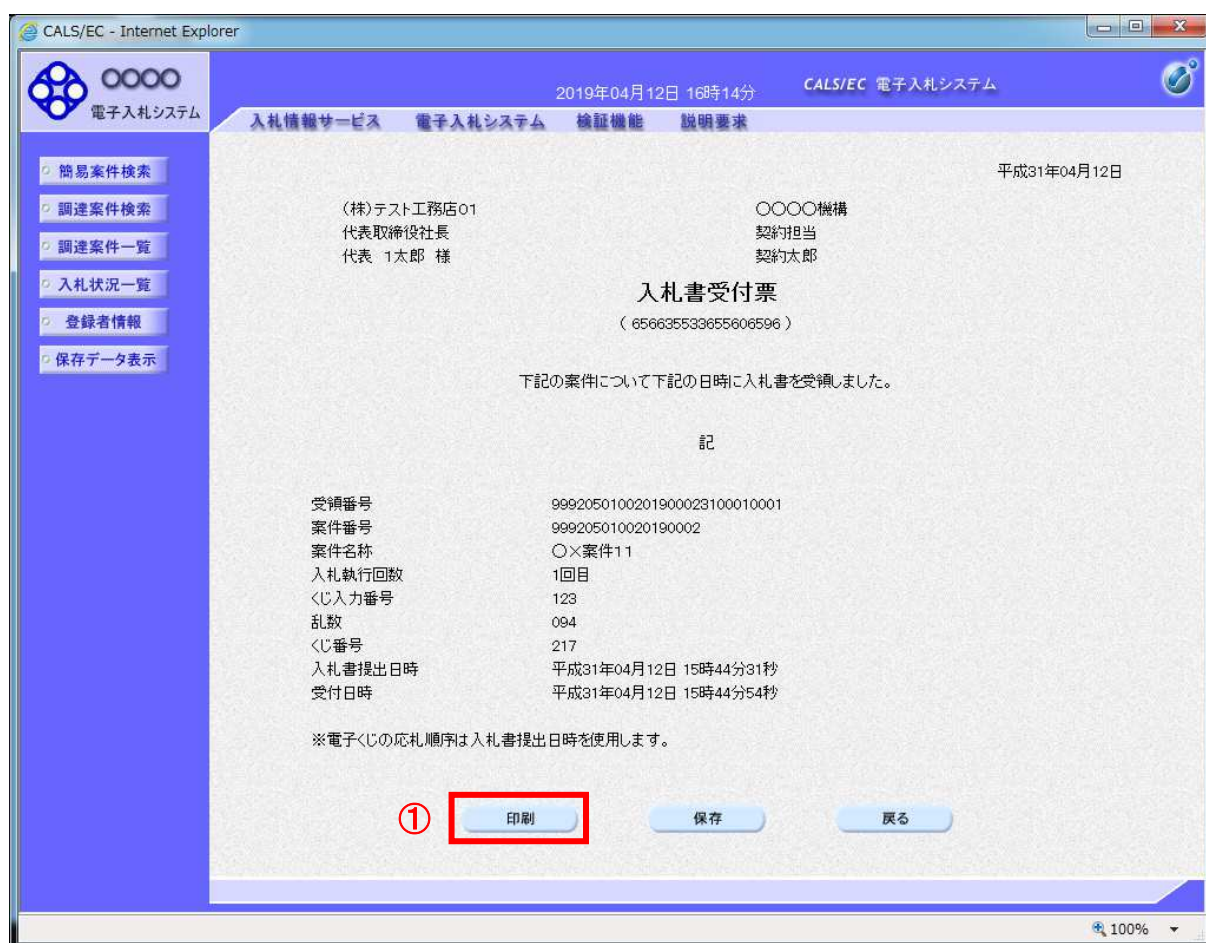 CALS/EC - Internet Explorer
〇〇〇〇
電子入札システム
2019年04月12日 16時14分
CALS/EC 電子入札システム
入札情報サービス 電子入札システム 検証機能 説明要求
簡易案件検索
調達案件検索
調達案件一覧
入札状況一覧
登録者情報
保存データ表示
平成31年04月12日
(株)テスト工務店01
代表取締役社長
代表 1太郎 様
〇〇〇〇機構
契約担当
契約太郎
入札書受付票
( 656635533655606596 )
下記の案件について下記の日時に入札書を受領しました。
記
受領番号 9992050100201900023100010001
案件番号 999205010020190002
案件名称 〇×案件11
入札執行回数 1回目
くじ入力番号 123
乱数 094
くじ番号 217
入札書提出日時 平成31年04月12日 15時44分31秒
受付日時 平成31年04月12日 15時44分54秒
※電子くじの応札順序は入札書提出日時を使用します。
① 印刷 保存 戻る
100%